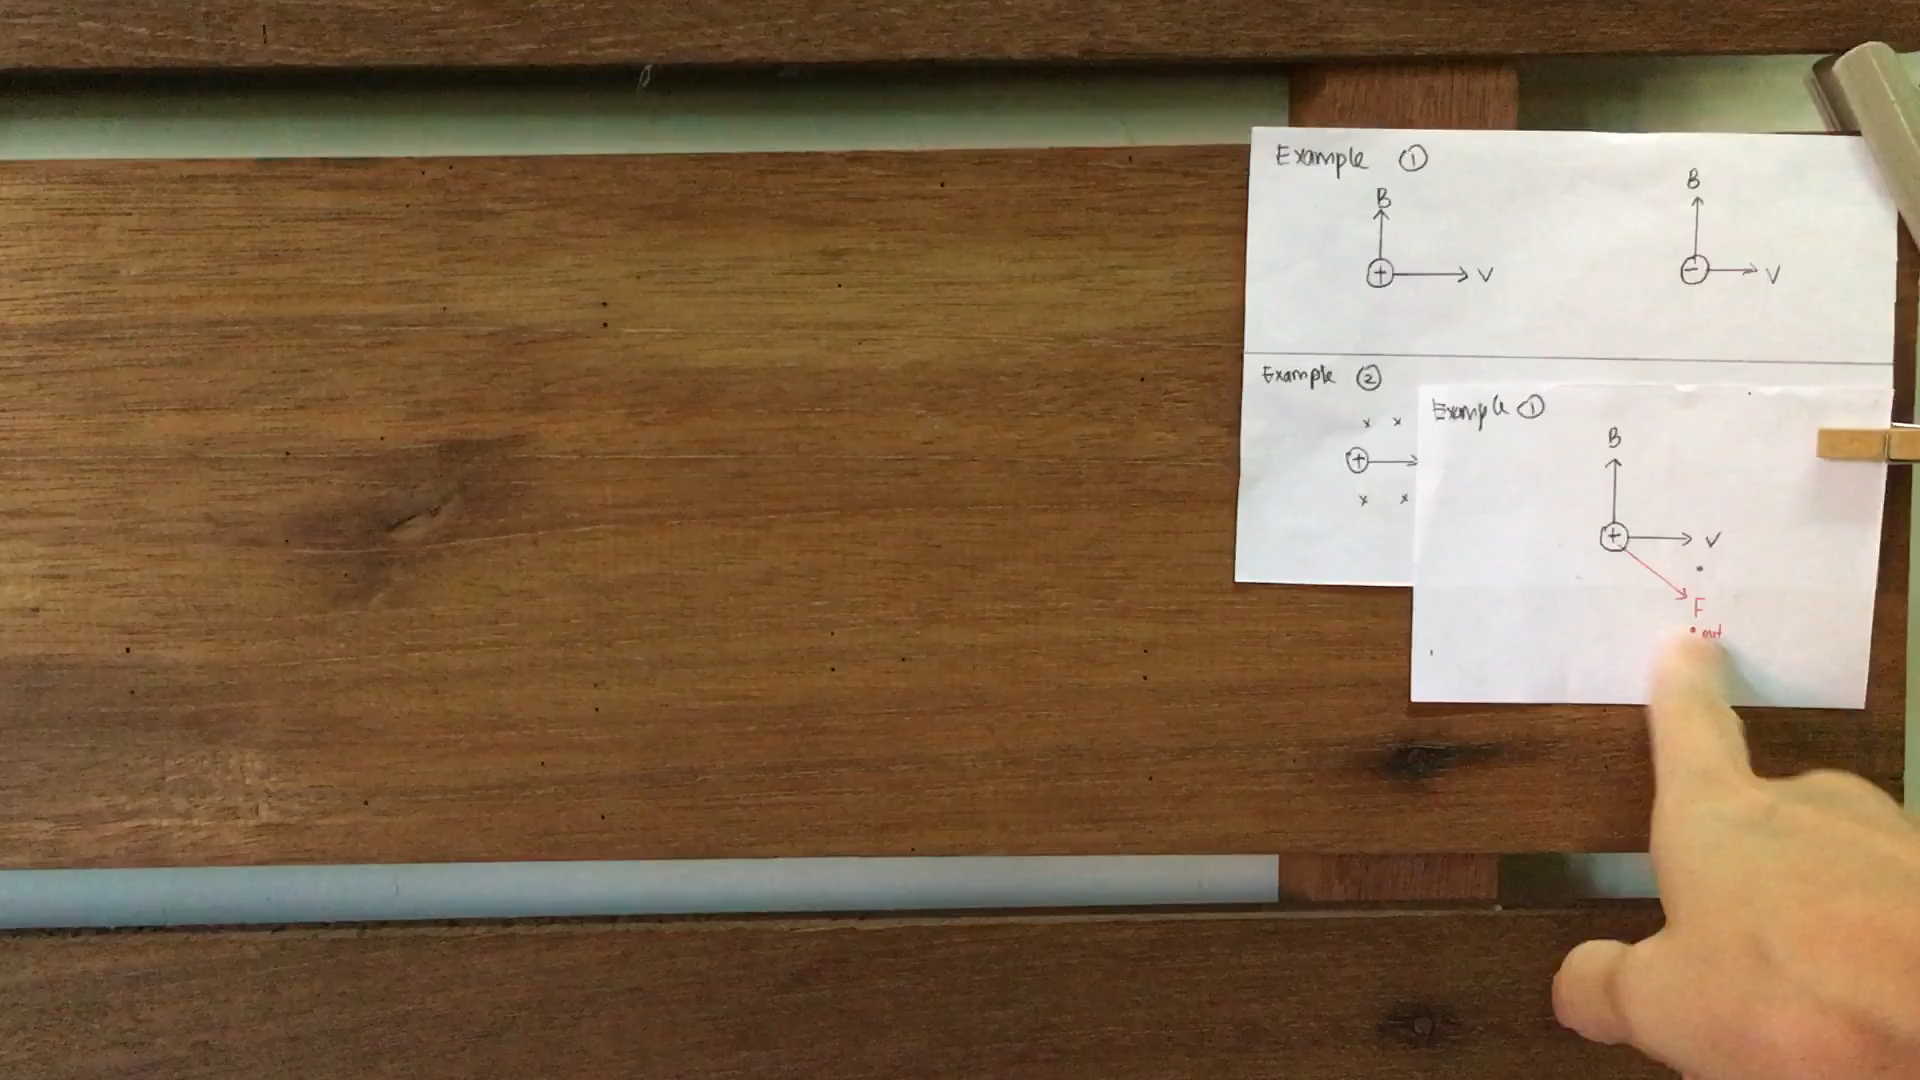 Example ①
B
+
V
B
-
V
Example ②
x x
+
x x
Example ①
B
+
V
F
• out